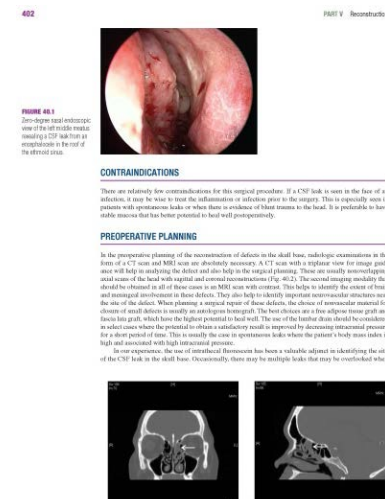 402
PART V Reconstruction
FIGURE 40.1
Zero-degree nasal endoscopic
view of the left middle meatus
revealing a CSF leak from an
encephalocele in the roof of
the ethmoid sinus.
CONTRAINDICATIONS
There are relatively few contraindications for this surgical procedure. If a CSF leak is seen in the face of a
infection, it may be wise to treat the inflammation or infection prior to the surgery. This is especially seen i
patients with spontaneous leaks or when there is evidence of blunt trauma to the head. It is preferable to hav
stable mucosa that has better potential to heal well postoperatively.
PREOPERATIVE PLANNING
In the preoperative planning of the reconstruction of defects in the skull base, radiologic examinations in th
form of a CT scan and MRI scan are absolutely necessary. A CT scan with a triplanar view for image guid
ance will help in analyzing the defect and also help in the surgical planning. These are usually nonoverlappin
axial scans of the head with sagittal and coronal reconstructions (Fig. 40.2). The second imaging modality tha
should be obtained in all of these cases is an MRI scan with contrast. This helps to identify the extent of brai
and meningeal involvement in these defects. They also help to identify important neurovascular structures nea
the site of the defect. When planning a surgical repair of these defects, the choice of nonvascular material fo
closure of small defects is usually an autologous homograft. The best choices are a free adipose tissue graft an
fascia lata graft, which have the highest potential to heal well. The use of the lumbar drain should be considere
in select cases where the potential to obtain a satisfactory result is improved by decreasing intracranial pressur
for a short period of time. This is usually the case in spontaneous leaks where the patient's body mass index i
high and associated with high intracranial pressure.
In our experience, the use of intrathecal fluorescein has been a valuable adjunct in identifying the sit
of the CSF leak in the skull base. Occasionally, there may be multiple leaks that may be overlooked whe